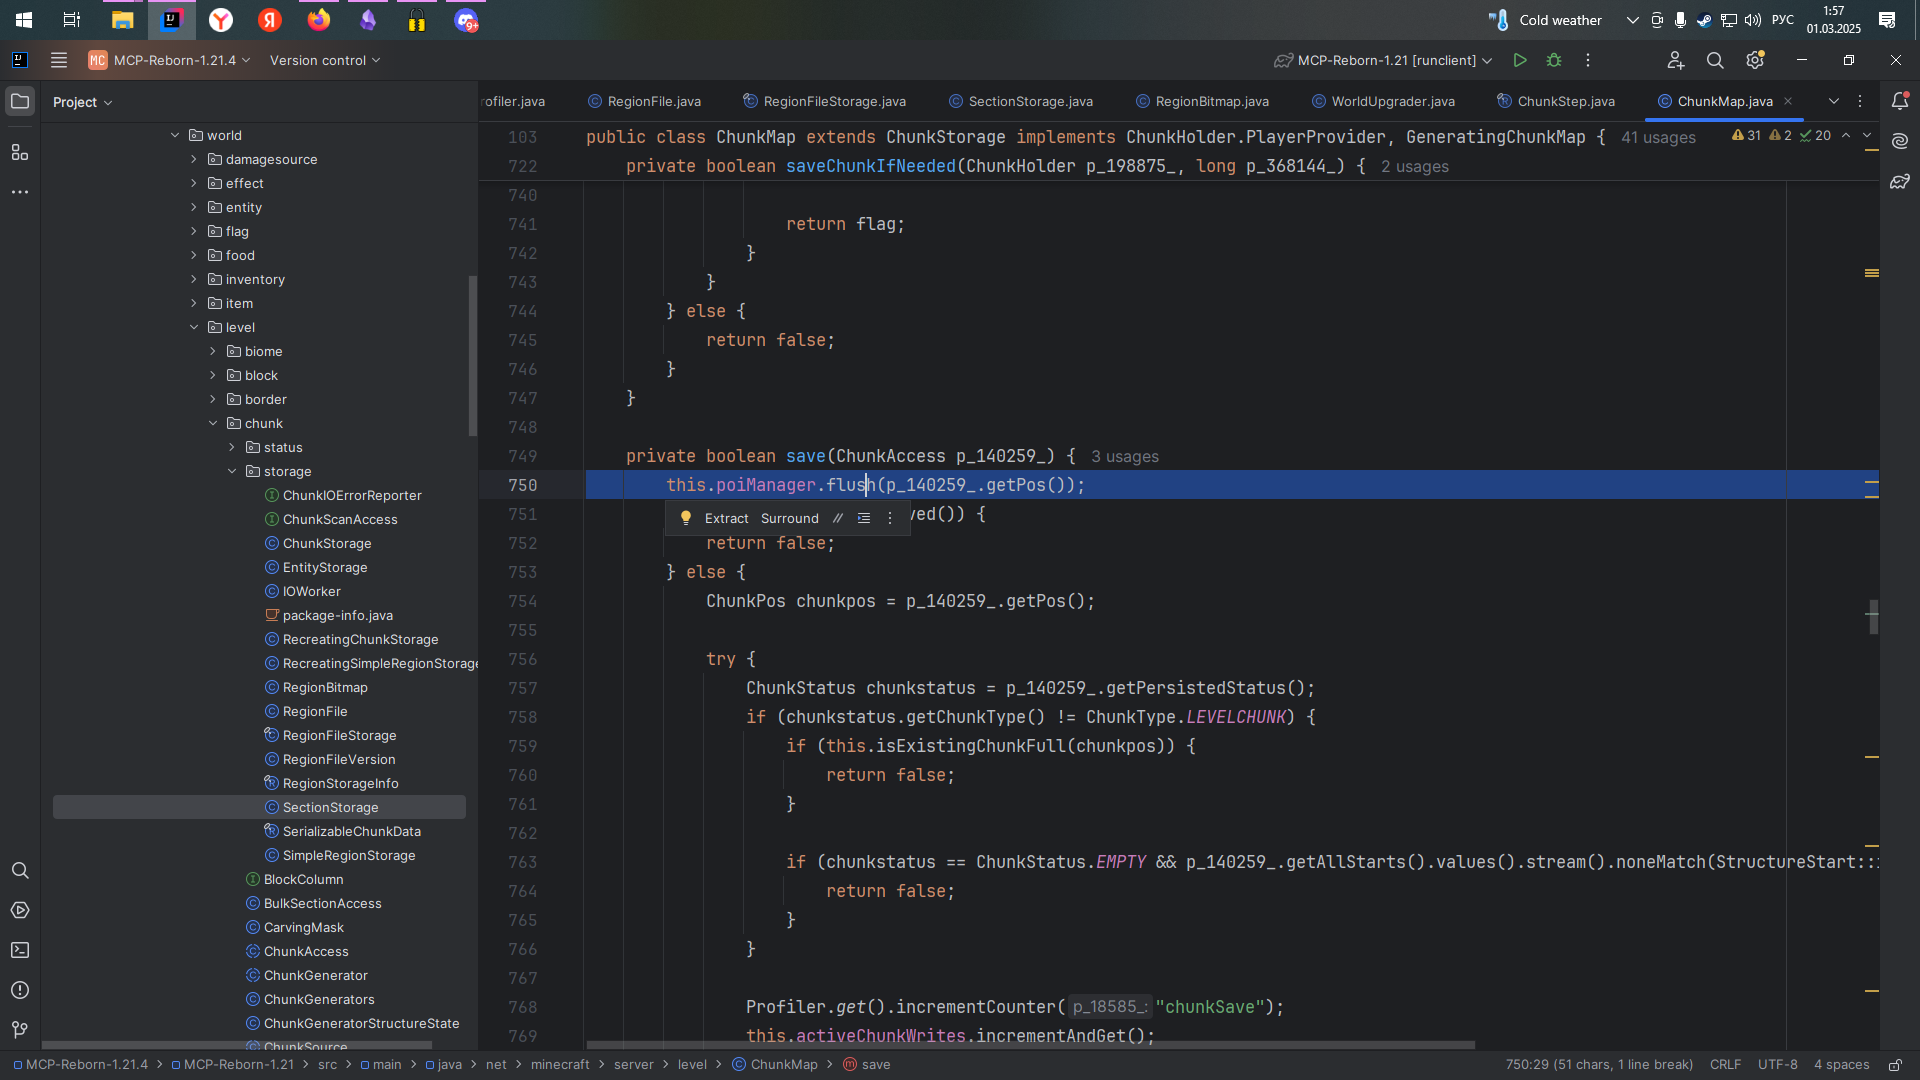 Cold weather
РУС
1:57
01.03.2025
MC MCP-Reborn-1.21.4
Version control
MCP-Reborn-1.21 [runclient]
Project
rofiler.java
RegionFile.java
RegionFileStorage.java
SectionStorage.java
RegionBitmap.java
WorldUpgrader.java
ChunkStep.java
ChunkMap.java
world
damagesource
effect
entity
flag
food
inventory
item
level
biome
block
border
chunk
status
storage
ChunkIOErrorReporter
ChunkScanAccess
ChunkStorage
EntityStorage
IOWorker
package-info.java
RecreatingChunkStorage
RecreatingSimpleRegionStorage
RegionBitmap
RegionFile
RegionFileStorage
RegionFileVersion
RegionStorageInfo
SectionStorage
SerializableChunkData
SimpleRegionStorage
BlockColumn
BulkSectionAccess
CarvingMask
ChunkAccess
ChunkGenerator
ChunkGenerators
ChunkGeneratorStructureState
ChunkSource
103 public class ChunkMap extends ChunkStorage implements ChunkHolder.PlayerProvider, GeneratingChunkMap { 41 usages
31 2 20
722 private boolean saveChunkIfNeeded(ChunkHolder p_198875_, long p_368144_) { 2 usages
740
741 return flag;
742 }
743 }
744 } else {
745 return false;
746 }
747 }
748
749 private boolean save(ChunkAccess p_140259_) { 3 usages
750 this.poiManager.flush(p_140259_.getPos());
751 ved()) {
Extract Surround //
752 return false;
753 } else {
754 ChunkPos chunkpos = p_140259_.getPos();
755
756 try {
757 ChunkStatus chunkstatus = p_140259_.getPersistedStatus();
758 if (chunkstatus.getChunkType() != ChunkType.LEVELCHUNK) {
759 if (this.isExistingChunkFull(chunkpos)) {
760 return false;
761 }
762
763 if (chunkstatus == ChunkStatus.EMPTY && p_140259_.getAllStarts().values().stream().noneMatch(StructureStart::
764 return false;
765 }
766 }
767
768 Profiler.get().incrementCounter( p_18585_: "chunkSave");
769 this.activeChunkWrites.incrementAndGet();
MCP-Reborn-1.21.4 > MCP-Reborn-1.21 > src > main > java > net > minecraft > server > level > ChunkMap > save
750:29 (51 chars, 1 line break)
CRLF
UTF-8
4 spaces